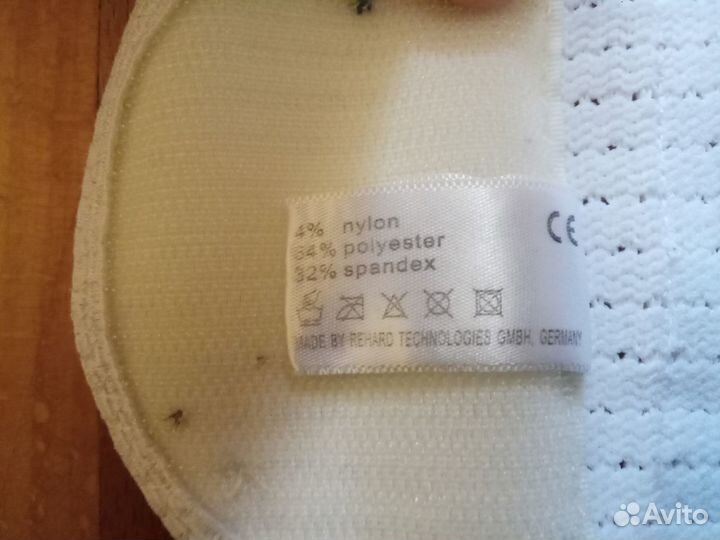 4% nylon
64% polyester
32% spandex
CE
MADE BY REHARD TECHNOLOGIES GMBH, GERMANY
Avito